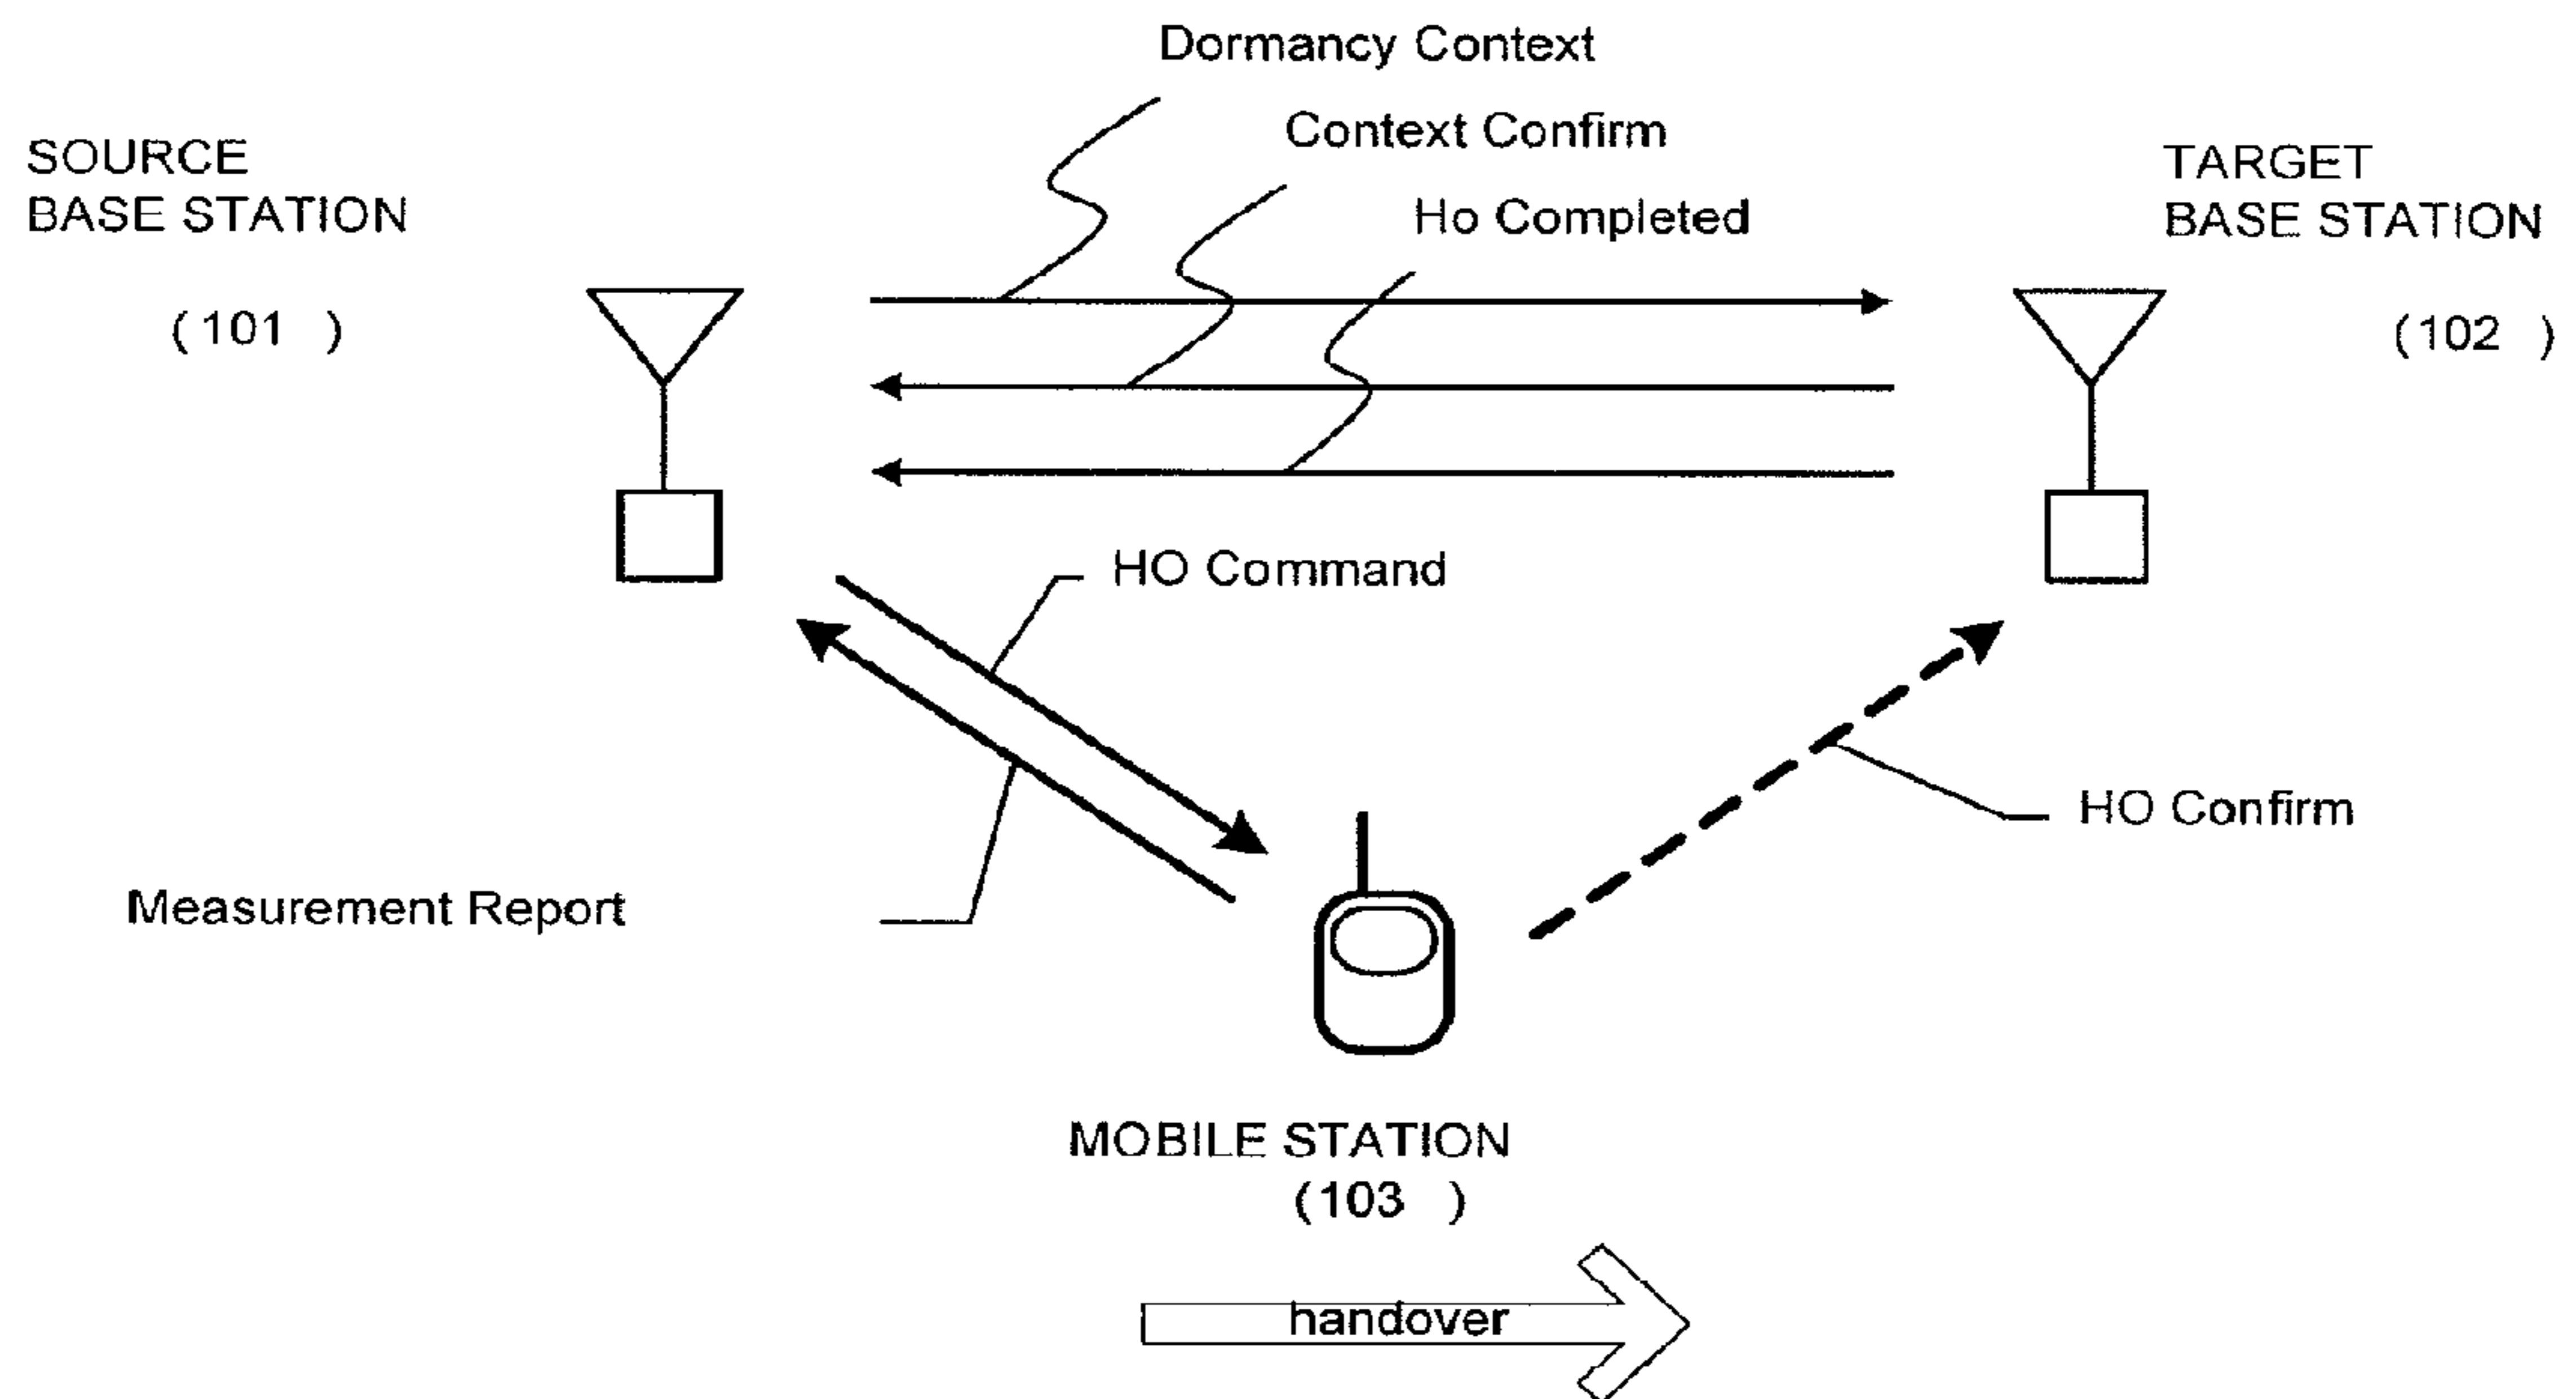 Dormancy Context
Context Confirm
Ho Completed
SOURCE
BASE STATION
(101 )
TARGET
BASE STATION
(102 )
HO Command
HO Confirm
Measurement Report
MOBILE STATION
(103 )
handover